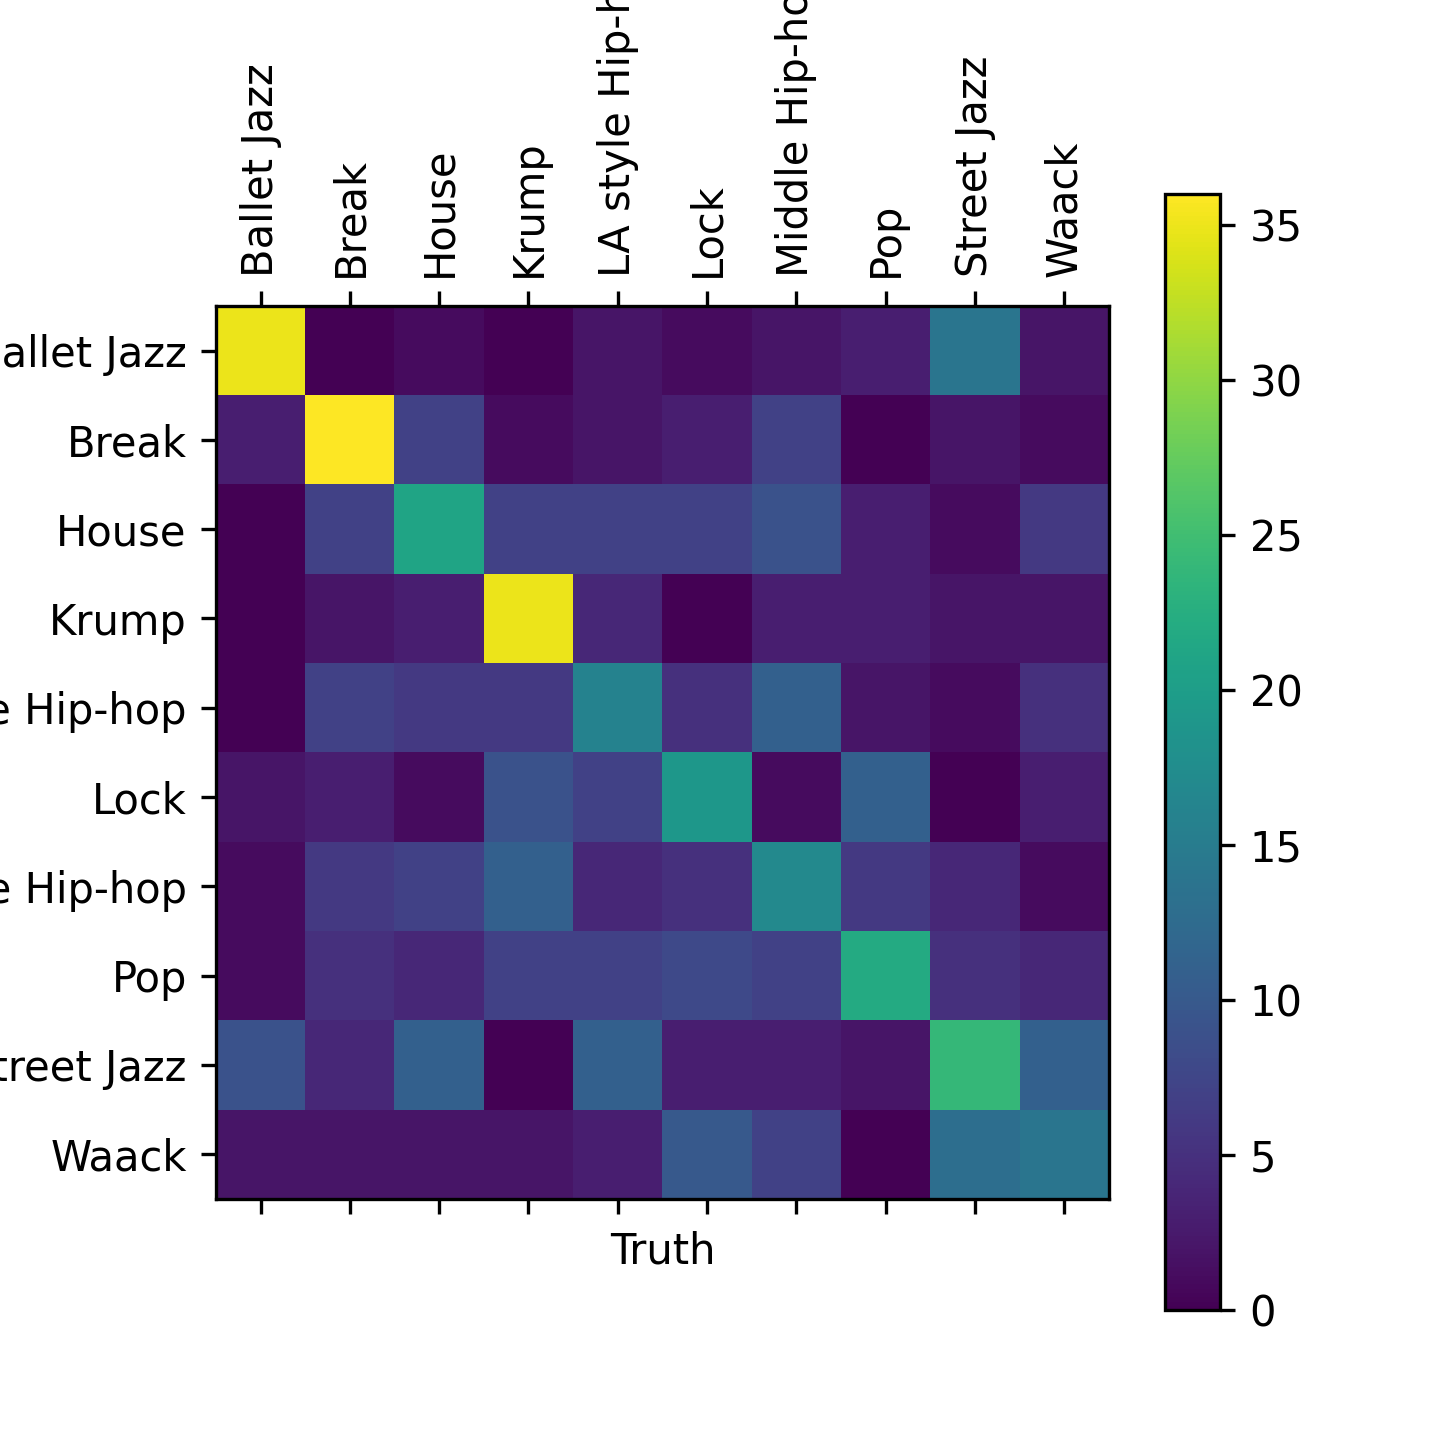 Ballet Jazz
Break
House
Krump
LA style Hip-h
Lock
Middle Hip-ho
Pop
Street Jazz
Waack
allet Jazz
Break
House
Krump
e Hip-hop
Lock
e Hip-hop
Pop
treet Jazz
Waack
Truth
35
30
25
20
15
10
5
0